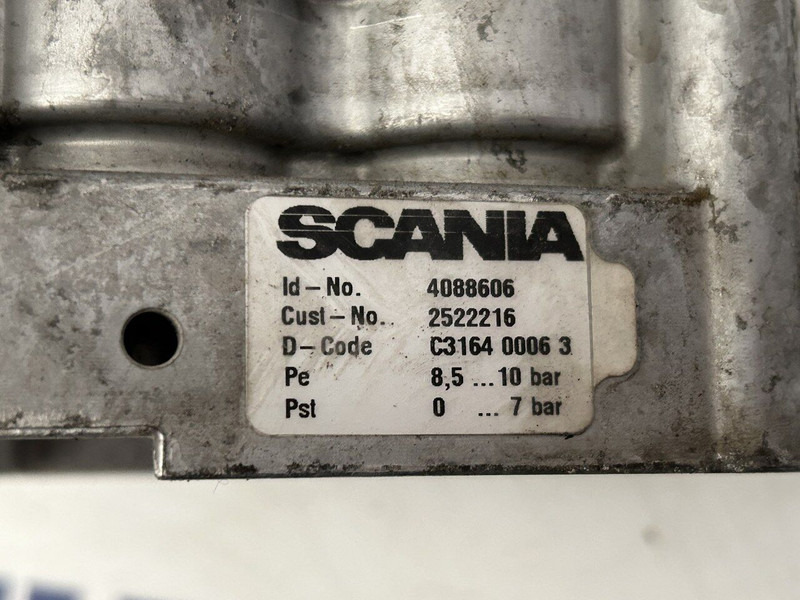 SCANIA
Id-No. 4088606
Cust-No.. 2522216
D-Code C3164 0006 3
Pe 8,5 ... 10 bar
Pst 0 ... 7 bar